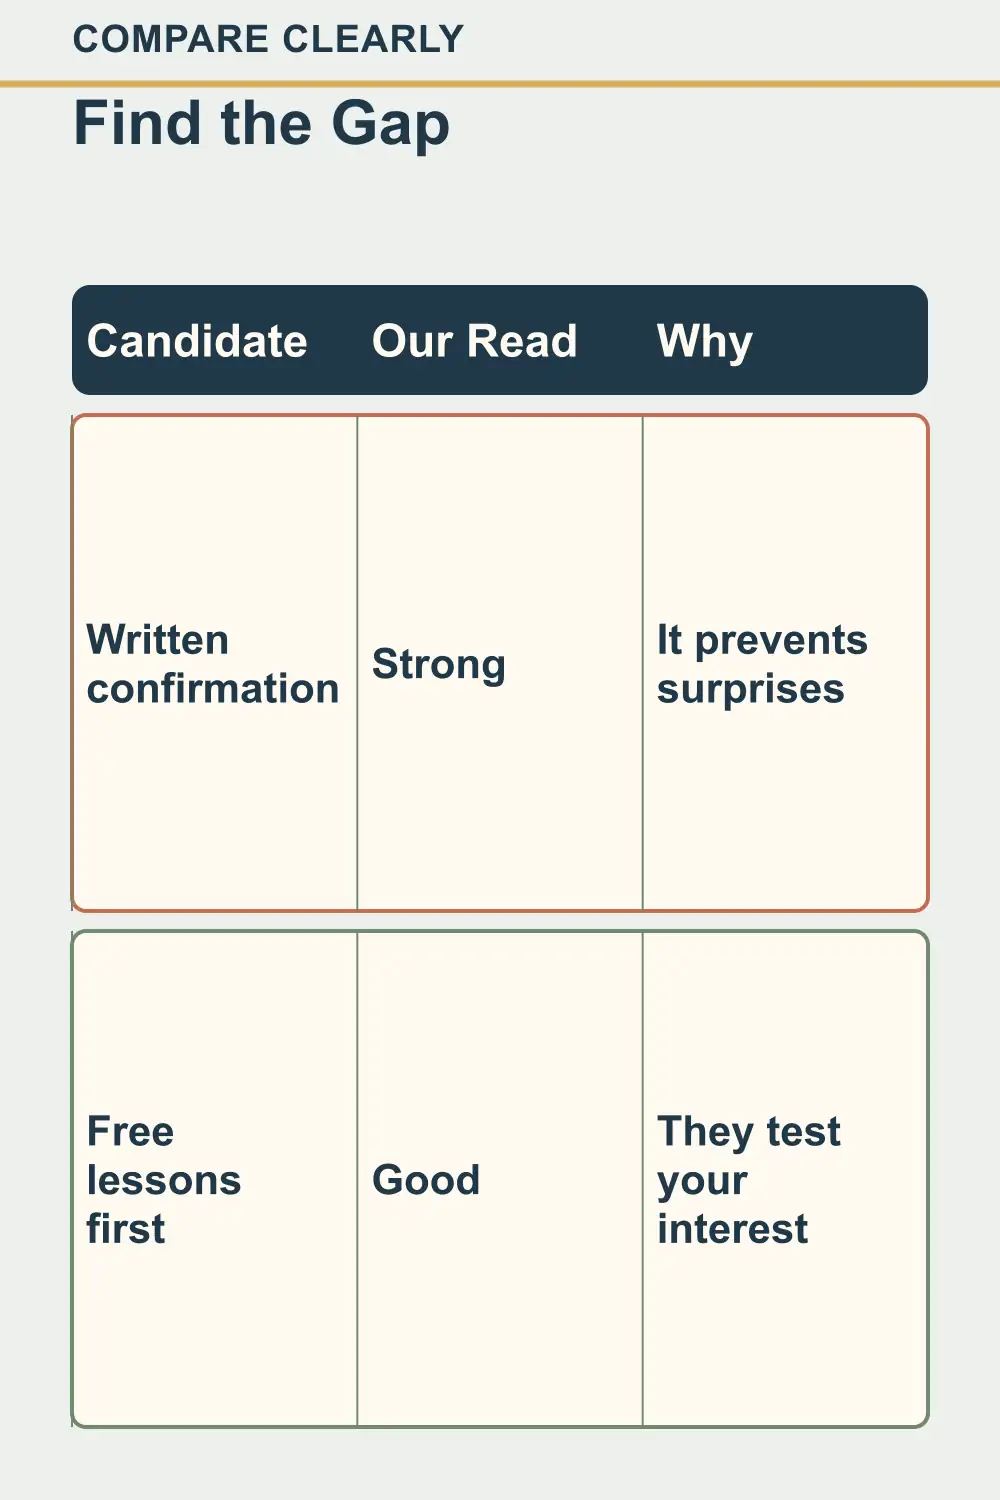 COMPARE CLEARLY
Find the Gap
Candidate
Our Read
Why
Written
confirmation
Strong
It prevents
surprises
Free
lessons
first
Good
They test
your
interest